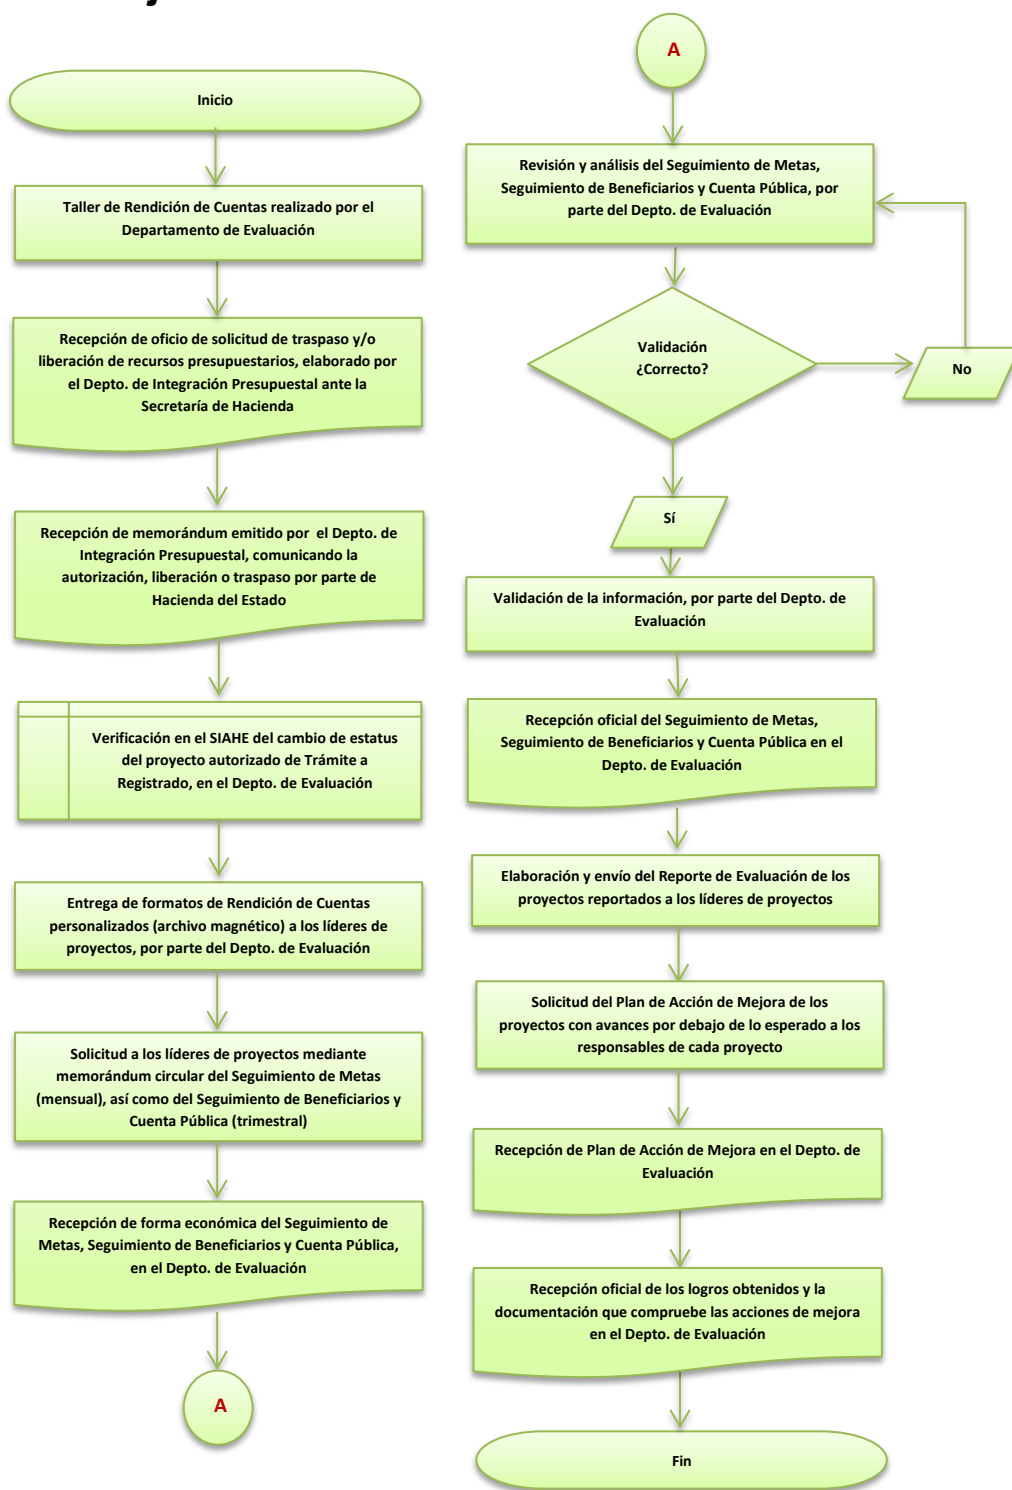 Inicio
Taller de Rendición de Cuentas realizado por el
Departamento de Evaluación
Recepción de oficio de solicitud de traspaso y/o
liberación de recursos presupuestarios, elaborado por
el Depto. de Integración Presupuestal ante la
Secretaría de Hacienda
Recepción de memorándum emitido por el Depto. de
Integración Presupuestal, comunicando la
autorización, liberación o traspaso por parte de
Hacienda del Estado
Verificación en el SIAHE del cambio de estatus
del proyecto autorizado de Trámite a
Registrado, en el Depto. de Evaluación
Entrega de formatos de Rendición de Cuentas
personalizados (archivo magnético) a los líderes de
proyectos, por parte del Depto. de Evaluación
Solicitud a los líderes de proyectos mediante
memorándum circular del Seguimiento de Metas
(mensual), así como del Seguimiento de Beneficiarios y
Cuenta Pública (trimestral)
Recepción de forma económica del Seguimiento de
Metas, Seguimiento de Beneficiarios y Cuenta Pública,
en el Depto. de Evaluación
A
A
Revisión y análisis del Seguimiento de Metas,
Seguimiento de Beneficiarios y Cuenta Pública, por
parte del Depto. de Evaluación
Validación
¿Correcto?
No
Sí
Validación de la información, por parte del Depto. de
Evaluación
Recepción oficial del Seguimiento de Metas,
Seguimiento de Beneficiarios y Cuenta Pública en el
Depto. de Evaluación
Elaboración y envío del Reporte de Evaluación de los
proyectos reportados a los líderes de proyectos
Solicitud del Plan de Acción de Mejora de los
proyectos con avances por debajo de lo esperado a los
responsables de cada proyecto
Recepción de Plan de Acción de Mejora en el Depto. de
Evaluación
Recepción oficial de los logros obtenidos y la
documentación que compruebe las acciones de mejora
en el Depto. de Evaluación
Fin